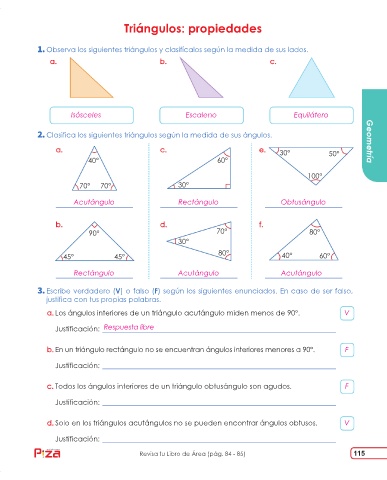 Triángulos: propiedades
1. Observa los siguientes triángulos y clasifícalos según la medida de sus lados.
a. b. c.
Isósceles Escaleno Equilátero
2. Clasifica los siguientes triángulos según la medida de sus ángulos.
a. c. e.
40° 60° 30° 50°
70° 70° 30° 100°
Acutángulo Rectángulo Obtusángulo
b. d. f.
90° 70° 80°
30°
45° 45° 80° 40° 60°
Rectángulo Acutángulo Acutángulo
3. Escribe verdadero (V) o falso (F) según los siguientes enunciados. En caso de ser falso,
justifica con tus propias palabras.
a. Los ángulos interiores de un triángulo acutángulo miden menos de 90°. V
Justificación: Respuesta libre
b. En un triángulo rectángulo no se encuentran ángulos interiores menores a 90°. F
Justificación:
c. Todos los ángulos interiores de un triángulo obtusángulo son agudos. F
Justificación:
d. Solo en los triángulos acutángulos no se pueden encontrar ángulos obtusos. V
Justificación:
Geometría
Revisa tu Libro de Área (pág. 84 - 85) 115